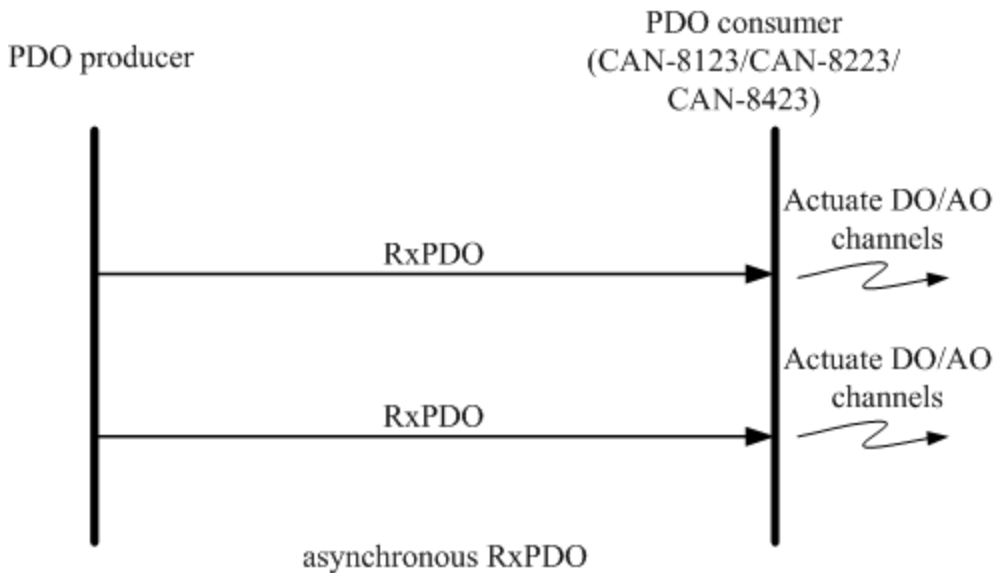 PDO producer
PDO consumer
(CAN-8123/CAN-8223/
CAN-8423)
Actuate DO/AO
channels
RxPDO
Actuate DO/AO
channels
RxPDO
asynchronous RxPDO